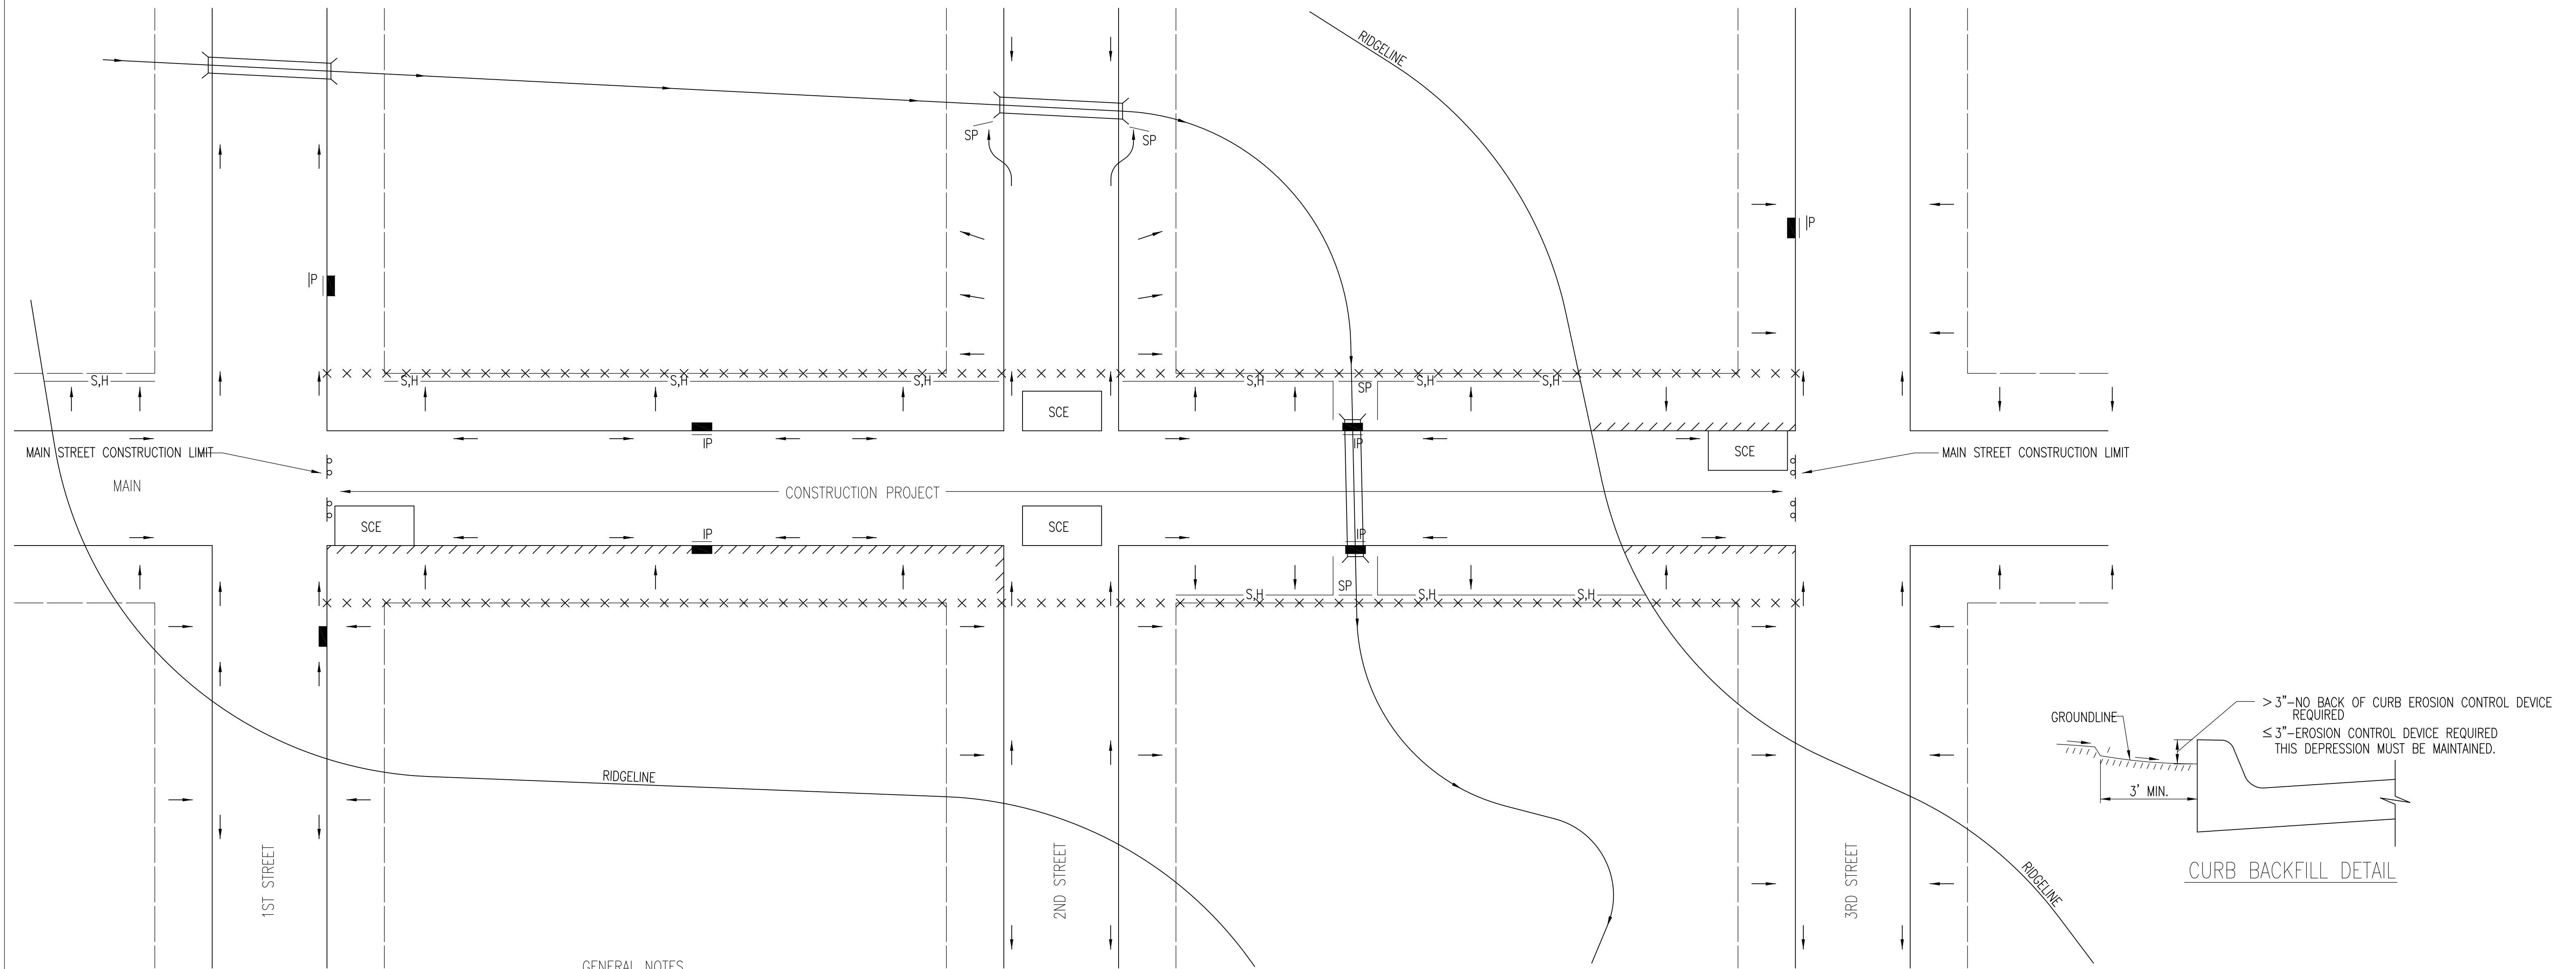 RIDGELINE
SP
SP
IP
IP
S,H
S,H
S,H
S,H
S,H
S,H
S,H
SP
SCE
IP
IP
SCE
MAIN STREET CONSTRUCTION LIMIT
MAIN STREET CONSTRUCTION LIMIT
MAIN
CONSTRUCTION PROJECT
SCE
SCE
IP
IP
SP
S,H
S,H
S,H
RIDGELINE
1ST STREET
2ND STREET
3RD STREET
RIDGELINE
GROUNDLINE
>3"-NO BACK OF CURB EROSION CONTROL DEVICE
REQUIRED
≤3"-EROSION CONTROL DEVICE REQUIRED
THIS DEPRESSION MUST BE MAINTAINED.
3' MIN.
CURB BACKFILL DETAIL
GENERAL NOTES